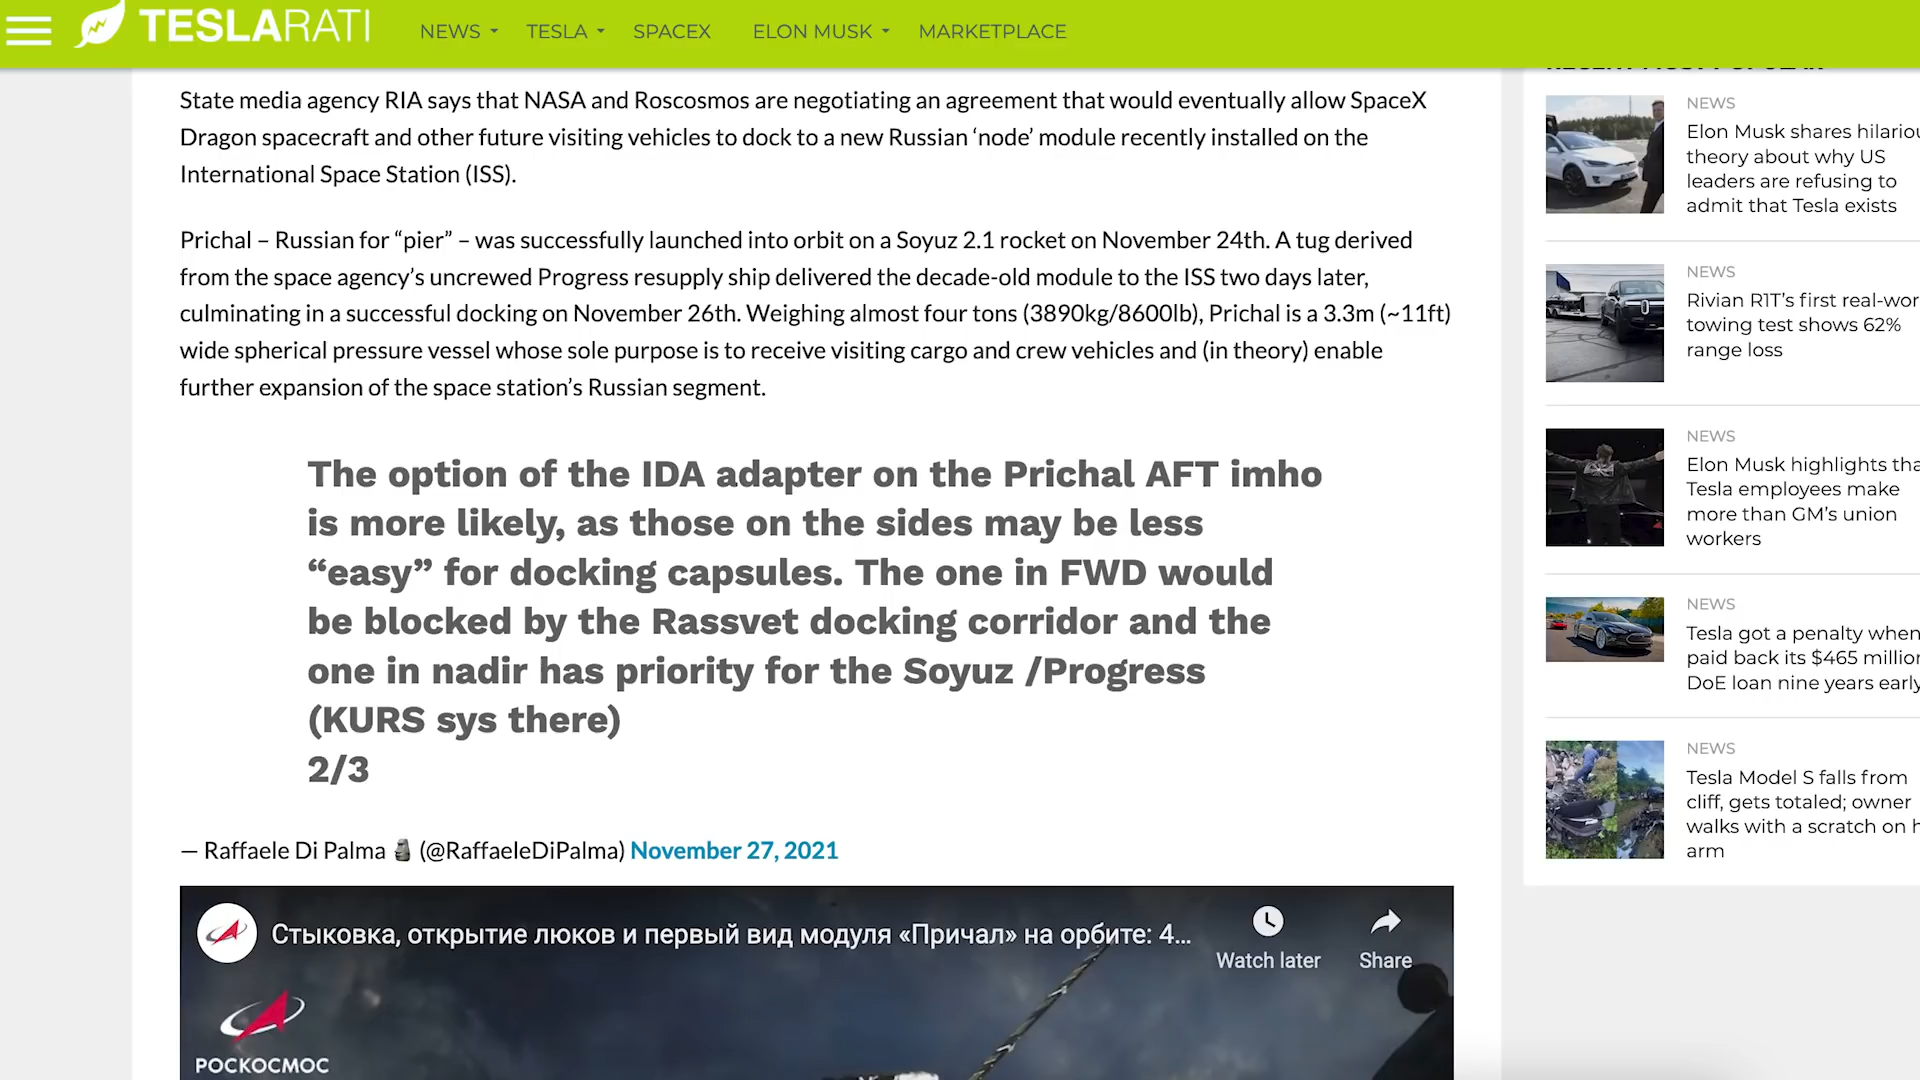 TESLARATI
NEWS
TESLA
SPACEX
ELON MUSK
MARKETPLACE
State media agency RIA says that NASA and Roscosmos are negotiating an agreement that would eventually allow SpaceX
Dragon spacecraft and other future visiting vehicles to dock to a new Russian ‘node’ module recently installed on the
International Space Station (ISS).
Prichal – Russian for “pier” – was successfully launched into orbit on a Soyuz 2.1 rocket on November 24th. A tug derived
from the space agency’s uncrewed Progress resupply ship delivered the decade-old module to the ISS two days later,
culminating in a successful docking on November 26th. Weighing almost four tons (3890kg/8600lb), Prichal is a 3.3m (~11ft)
wide spherical pressure vessel whose sole purpose is to receive visiting cargo and crew vehicles and (in theory) enable
further expansion of the space station’s Russian segment.
The option of the IDA adapter on the Prichal AFT imho
is more likely, as those on the sides may be less
“easy” for docking capsules. The one in FWD would
be blocked by the Rassvet docking corridor and the
one in nadir has priority for the Soyuz /Progress
(KURS sys there)
2/3
— Raffaele Di Palma (@RaffaeleDiPalma) November 27, 2021
Стыковка, открытие люков и первый вид модуля «Причал» на орбите: 4...
Watch later
Share
РОСКОСМОС
NEWS
Elon Musk shares hilariou
theory about why US
leaders are refusing to
admit that Tesla exists
NEWS
Rivian R1T’s first real-wor
towing test shows 62%
range loss
NEWS
Elon Musk highlights tha
Tesla employees make
more than GM’s union
workers
NEWS
Tesla got a penalty when
paid back its $465 million
DoE loan nine years early
NEWS
Tesla Model S falls from
cliff, gets totaled; owner
walks with a scratch on h
arm